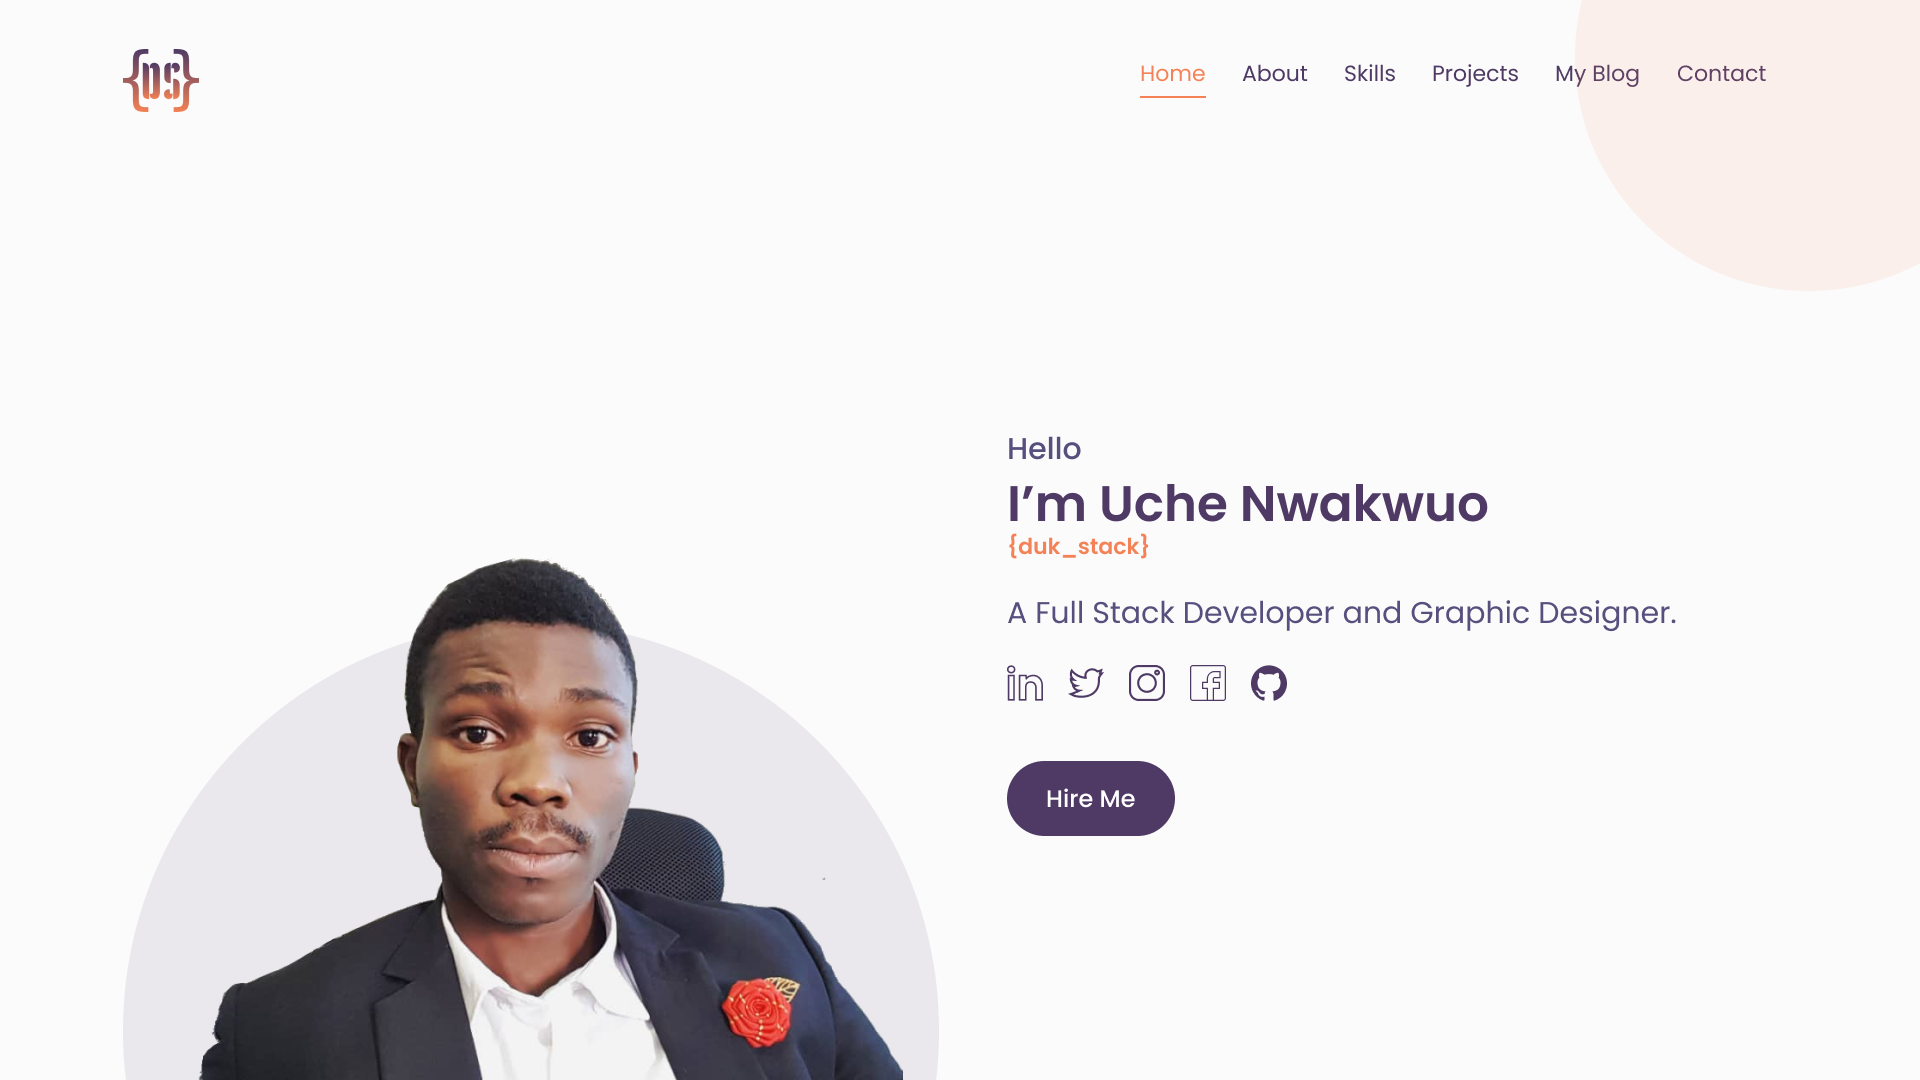 {DS}
Home About Skills Projects My Blog Contact
Hello
I’m Uche Nwakwuo
{duk_stack}
A Full Stack Developer and Graphic Designer.
Hire Me